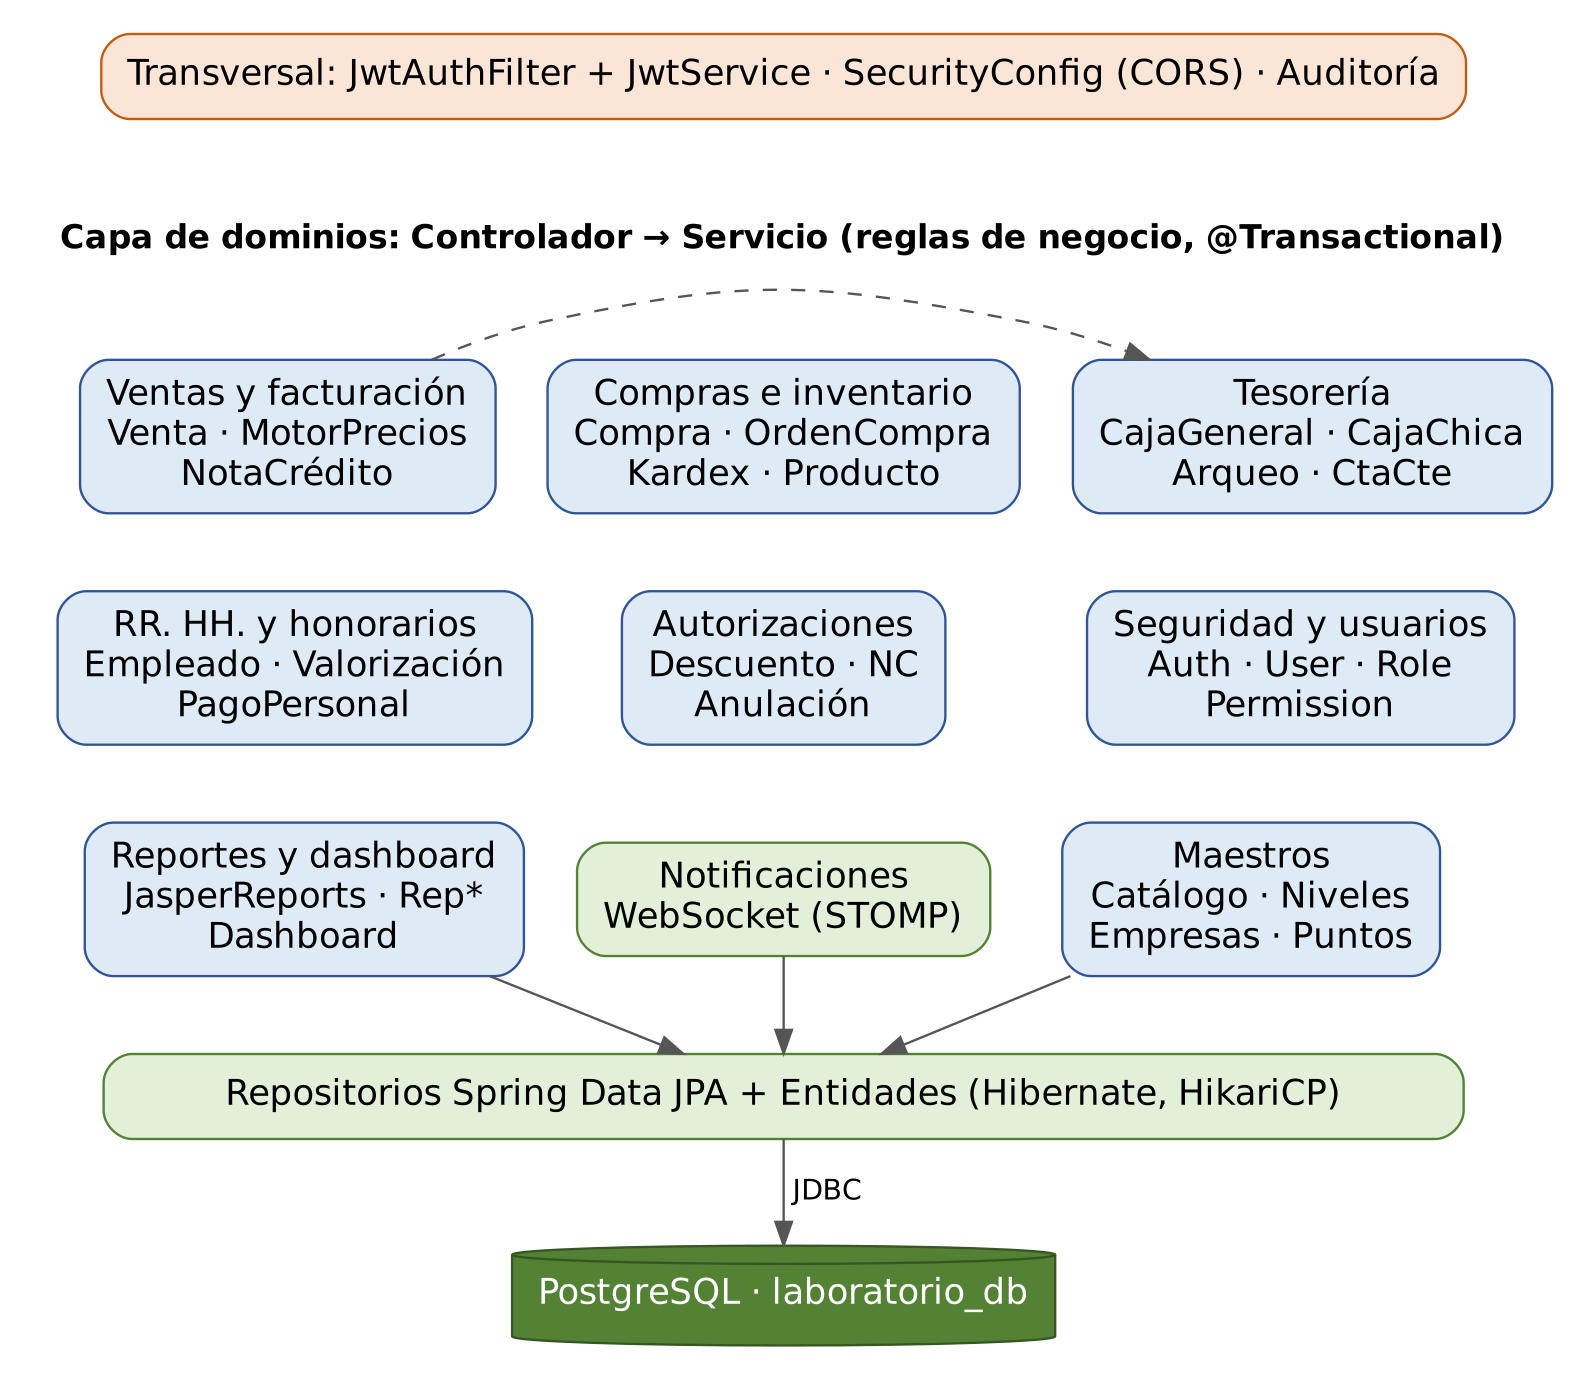 Transversal: JwtAuthFilter + JwtService · SecurityConfig (CORS) · Auditoría
Capa de dominios: Controlador → Servicio (reglas de negocio, @Transactional)
Ventas y facturación
Venta · MotorPrecios
NotaCrédito
Compras e inventario
Compra · OrdenCompra
Kardex · Producto
Tesorería
CajaGeneral · CajaChica
Arqueo · CtaCte
RR. HH. y honorarios
Empleado · Valorización
PagoPersonal
Autorizaciones
Descuento · NC
Anulación
Seguridad y usuarios
Auth · User · Role
Permission
Reportes y dashboard
JasperReports · Rep*
Dashboard
Notificaciones
WebSocket (STOMP)
Maestros
Catálogo · Niveles
Empresas · Puntos
Repositorios Spring Data JPA + Entidades (Hibernate, HikariCP)
JDBC
PostgreSQL · laboratorio_db